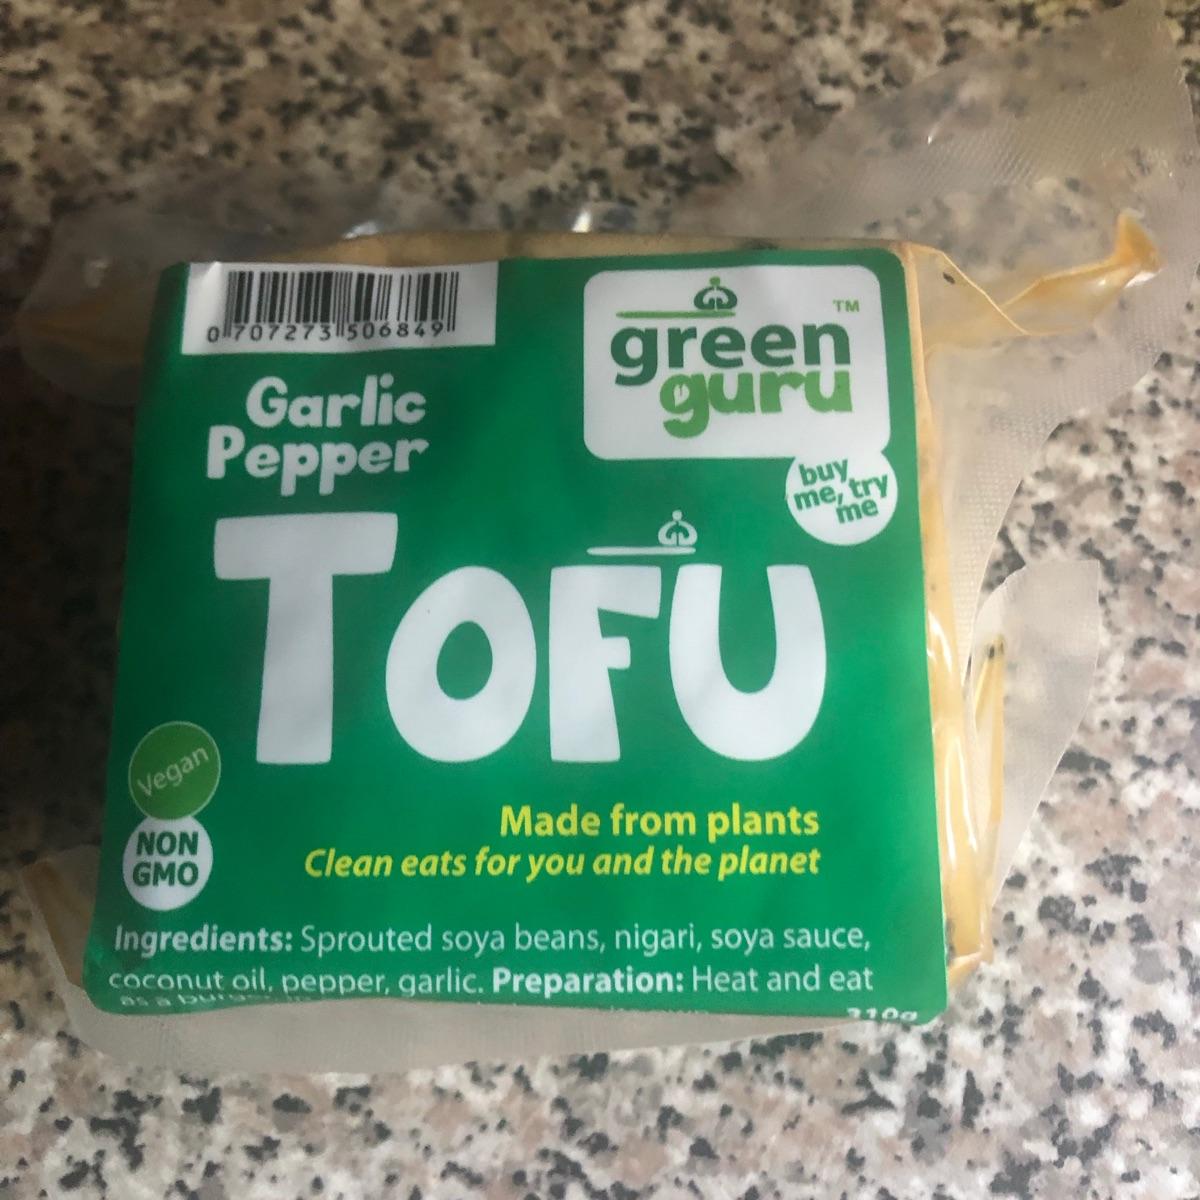 0 707273 506849
Garlic
Pepper
green
guru
TM
buy
me, try
me
TOFU
Vegan
NON
GMO
Made from plants
Clean eats for you and the planet
Ingredients: Sprouted soya beans, nigari, soya sauce,
coconut oil, pepper, garlic. Preparation: Heat and eat
as a